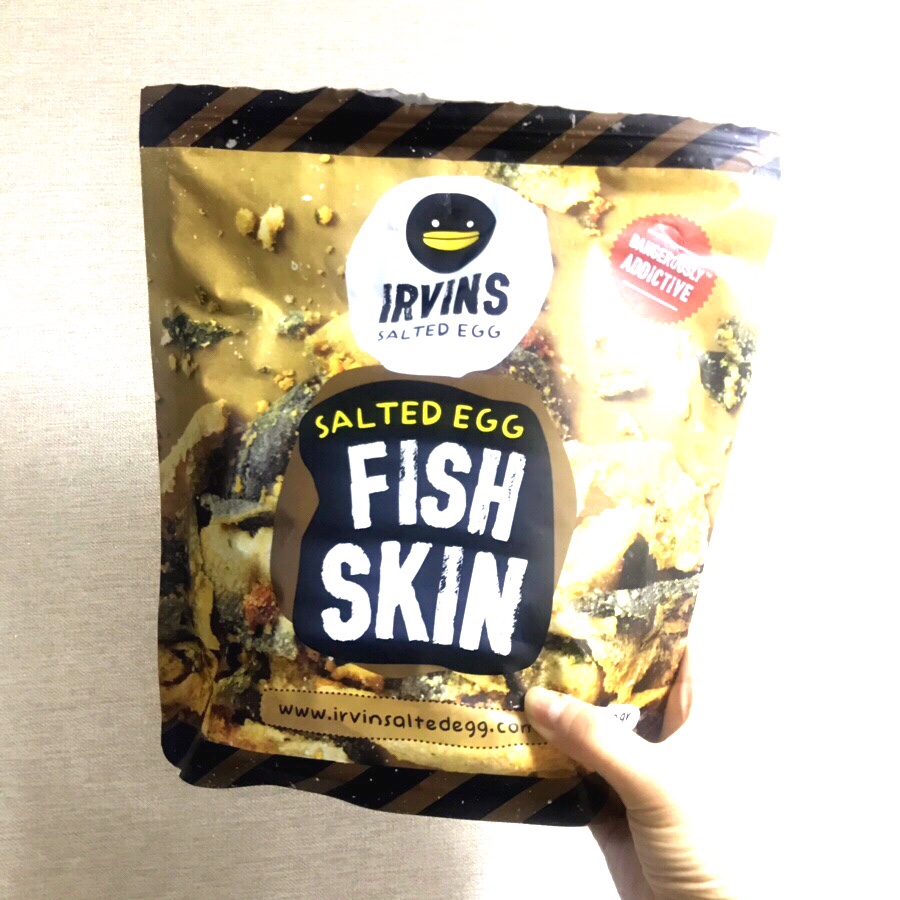 IRVINS
SALTED EGG
DANGEROUSLY
ADDICTIVE
SALTED EGG
FISH
SKIN
www.irvinsaltedegg.com